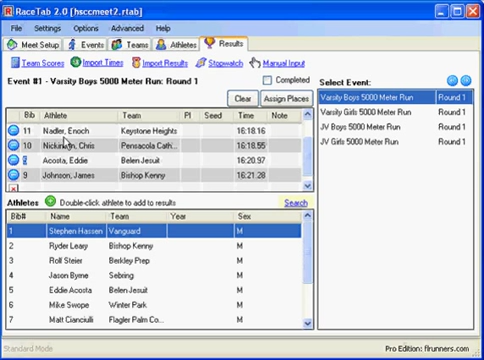 RaceTab 2.0 [hsccmeet2.rtab]
File Settings Options Advanced Help
Meet Setup Events Teams Athletes Results
Team Scores Import Times Import Results Stopwatch Manual Input
Event #1 - Varsity Boys 5000 Meter Run: Round 1 Completed
Clear Assign Places
Bib Athlete Team Pl Seed Time Note
11 Nadler, Enoch Keystone Heights 16:18.16
10 Chris Pensacola Cath... 16:18.55
Acosta, Eddie Belen Jesuit 16:20.97
9 Johnson, James Bishop Kenny 16:21.28
Athletes Double-click athlete to add to results Search
Bib# Name Team Year Sex
1 Stephen Hassen Vanguard M
2 Ryder Leary Bishop Kenny M
3 Rolf Steier Berkley Prep M
4 Jason Byrne Sebring M
5 Eddie Acosta Belen Jesuit M
6 Mike Swope Winter Park M
7 Matt Cianciulli Flagler Palm Co... M
Select Event:
Varsity Boys 5000 Meter Run Round 1
Varsity Girls 5000 Meter Run Round 1
JV Boys 5000 Meter Run Round 1
JV Girls 5000 Meter Run Round 1
Standard Mode
Pro Edition: flrunners.com